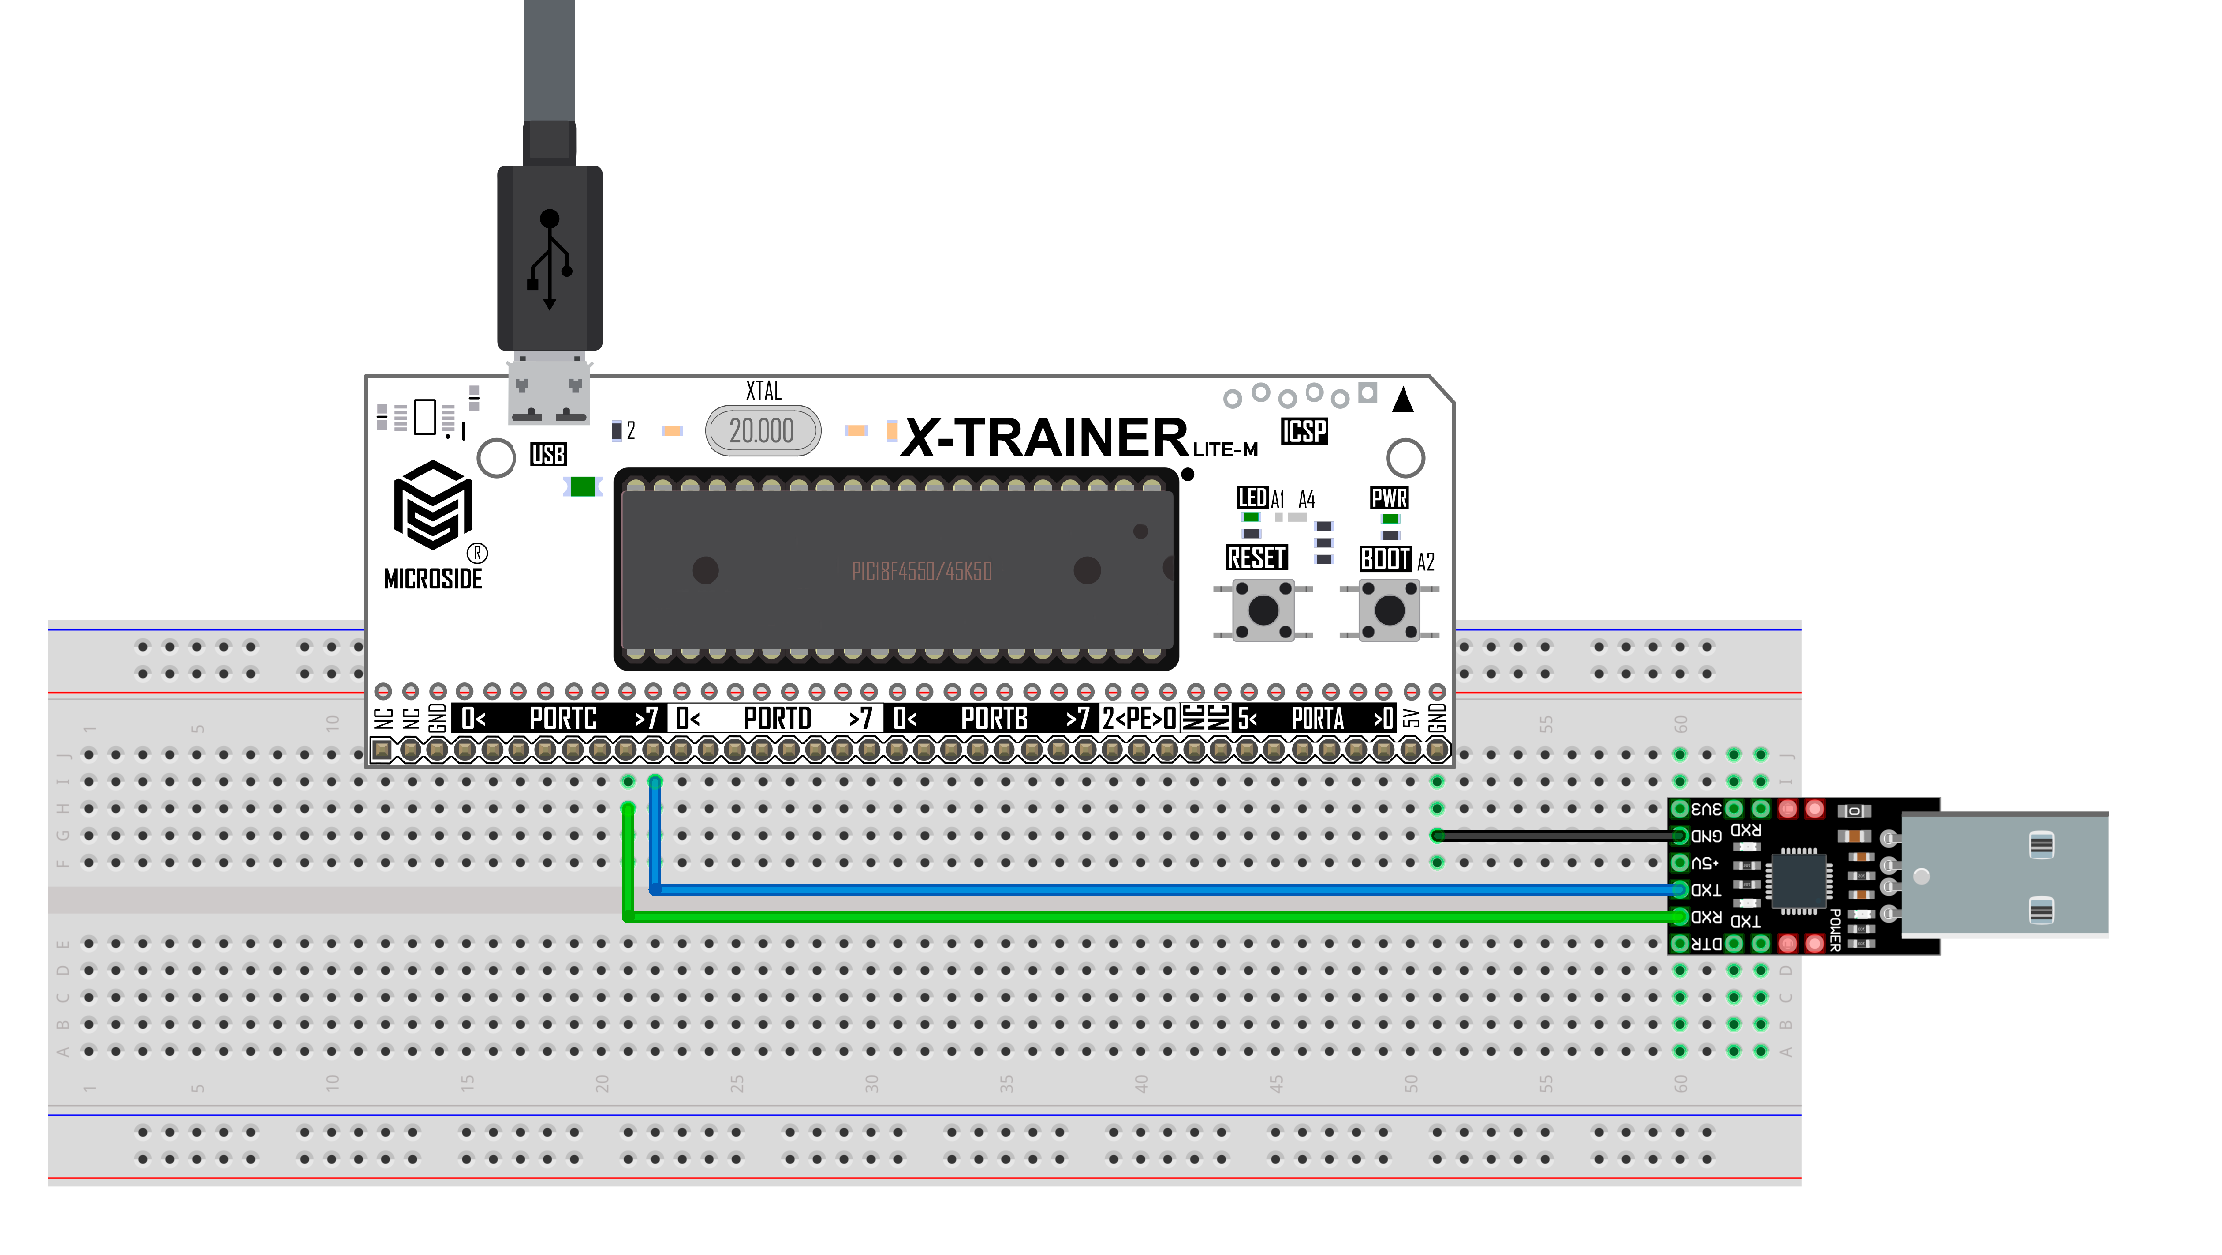 XTAL
20.000
2
X-TRAINER LITE-M
ICSP
USB
1
PIC18F4550/45K50
LED A1 A4
PWR
RESET
BOOT A2
®
MICROSIDE
NC NC GND 0< PORTC >7 0< PORTD >7 0< PORTB >7 2<PE>0 NC NC 5< PORTA >0 5V GND
1 5 10 55 60
J J
I I
H
G
F
3V3
GND RXD
+5V
TXD
RXD TXD
DTR
POWER
0
E
D D
C C
B B
A A
1 5 10 15 20 25 30 35 40 45 50 55 60